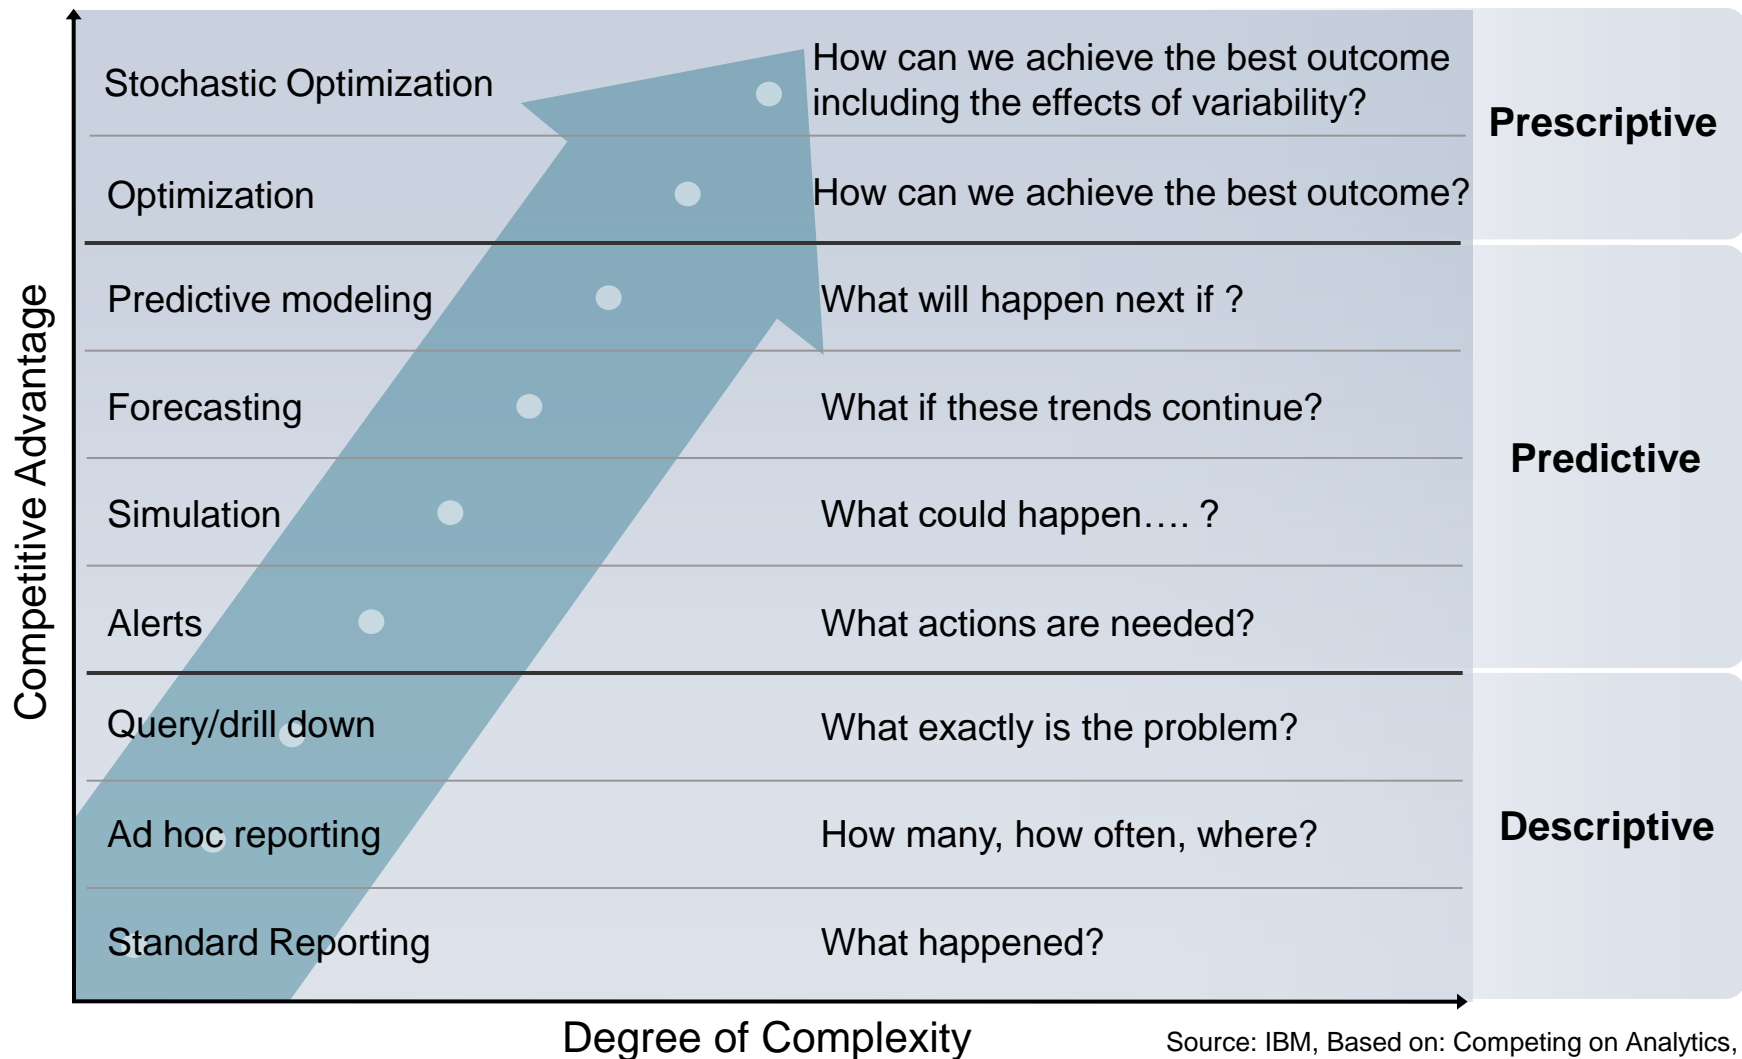 Stochastic Optimization
How can we achieve the best outcome
including the effects of variability?
Prescriptive
Optimization
How can we achieve the best outcome?
Predictive modeling
What will happen next if ?
Forecasting
What if these trends continue?
Predictive
Simulation
What could happen…. ?
Alerts
What actions are needed?
Query/drill down
What exactly is the problem?
Ad hoc reporting
How many, how often, where?
Descriptive
Standard Reporting
What happened?
Competitive Advantage
Degree of Complexity
Source: IBM, Based on: Competing on Analytics,